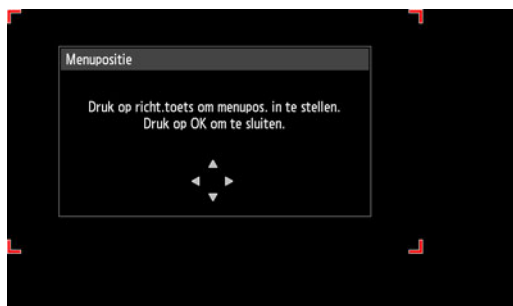 Menupositie
Druk op richt.toets om menupos. in te stellen.
Druk op OK om te sluiten.